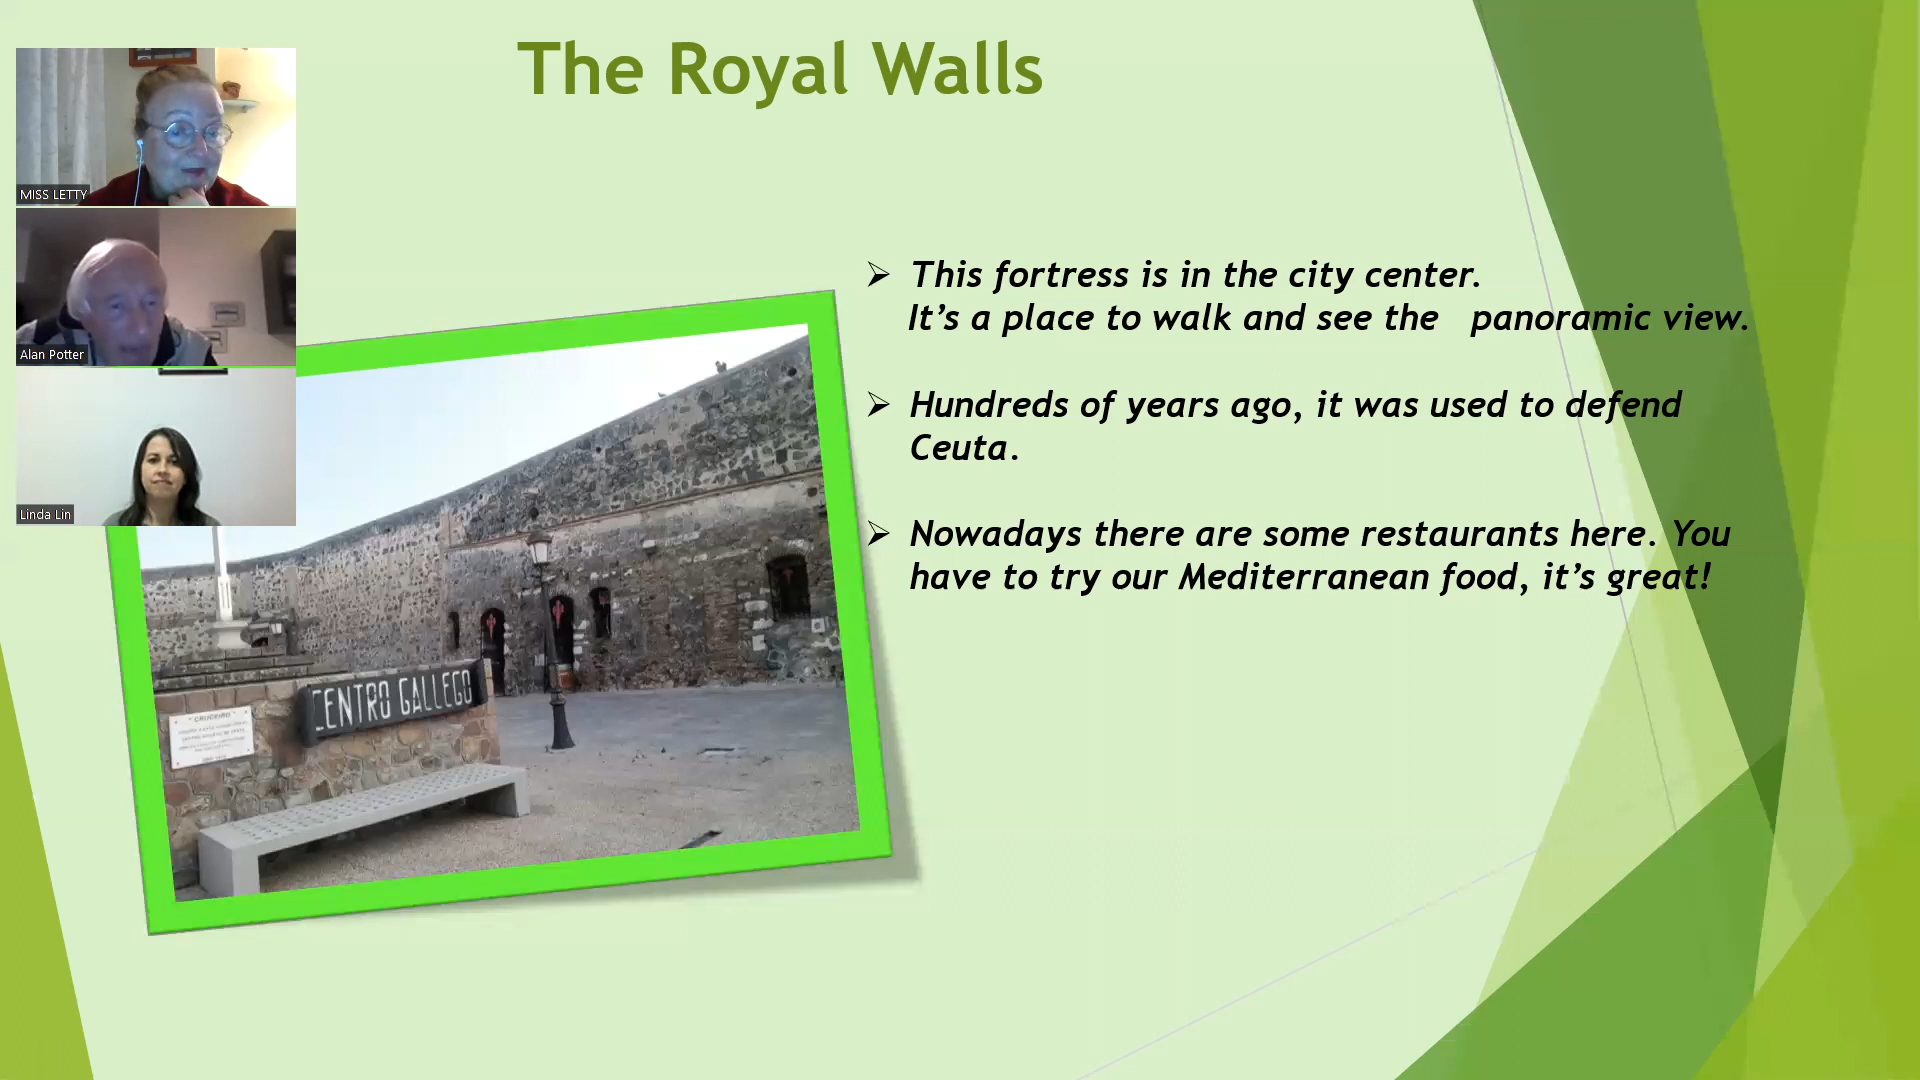 The Royal Walls
MISS LETTY
Alan Potter
Linda Lin
➢ This fortress is in the city center.
It’s a place to walk and see the panoramic view.
➢ Hundreds of years ago, it was used to defend
Ceuta.
➢ Nowadays there are some restaurants here. You
have to try our Mediterranean food, it’s great!
CENTRO GALLEGO
CRUCEIRO